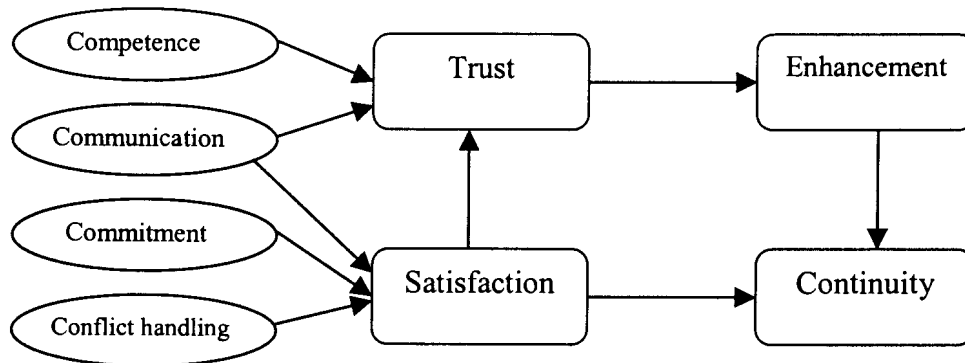 Competence
Communication
Commitment
Conflict handling
Trust
Satisfaction
Enhancement
Continuity